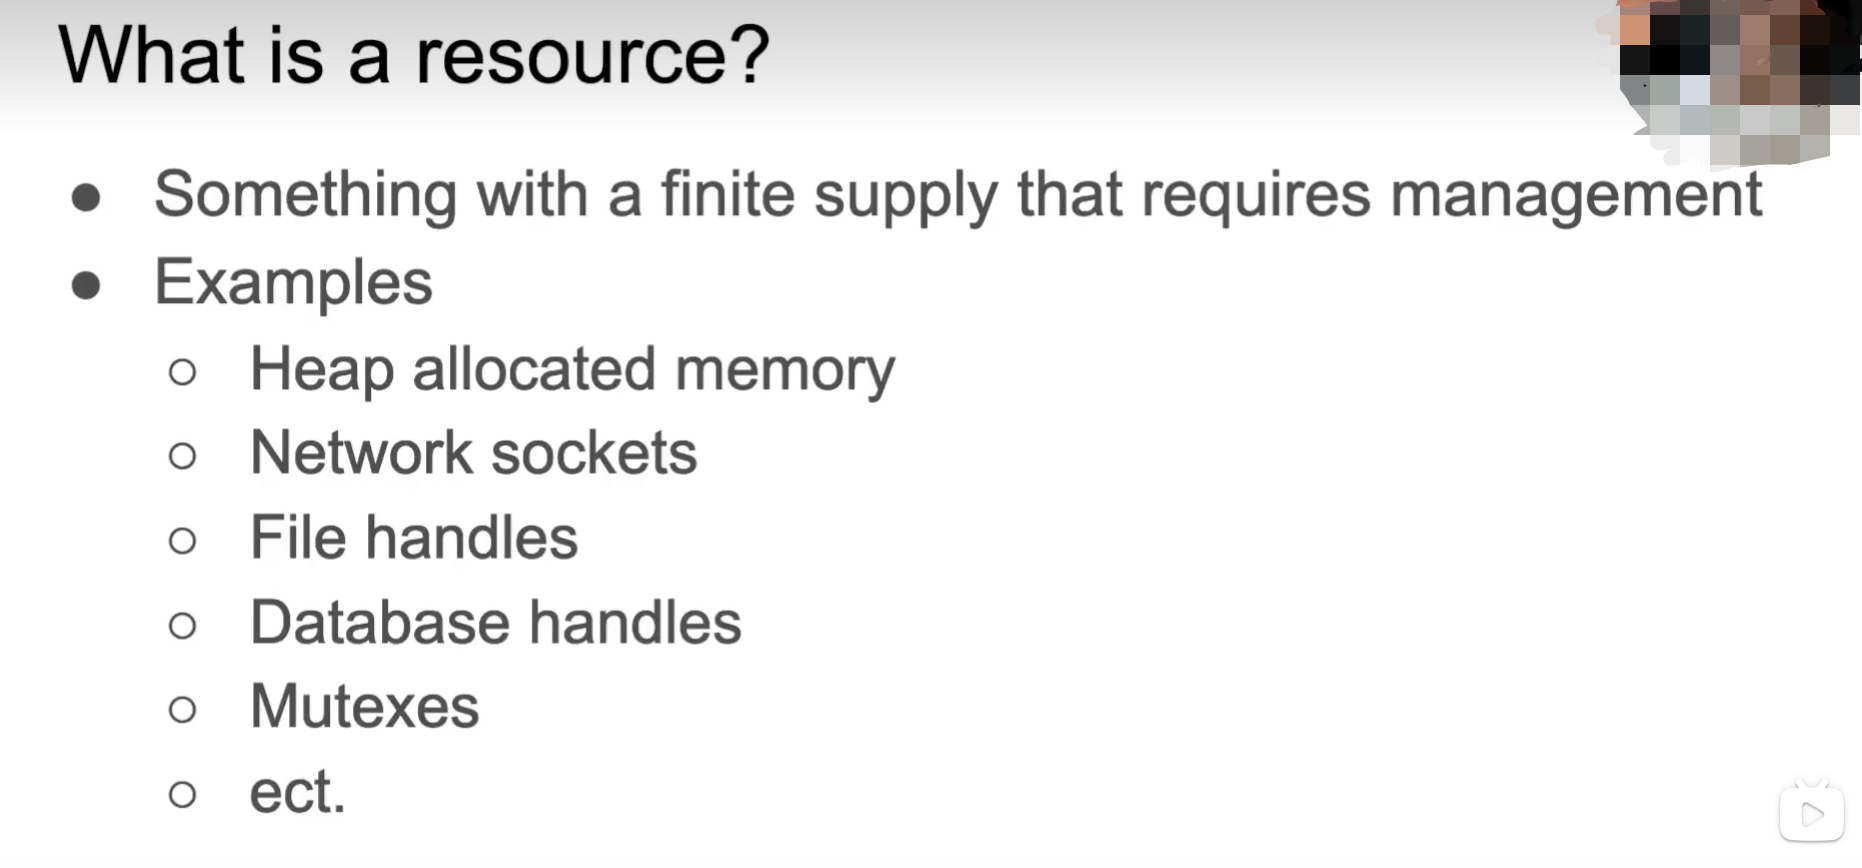 What is a resource?
● Something with a finite supply that requires management
● Examples
○ Heap allocated memory
○ Network sockets
○ File handles
○ Database handles
○ Mutexes
○ ect.